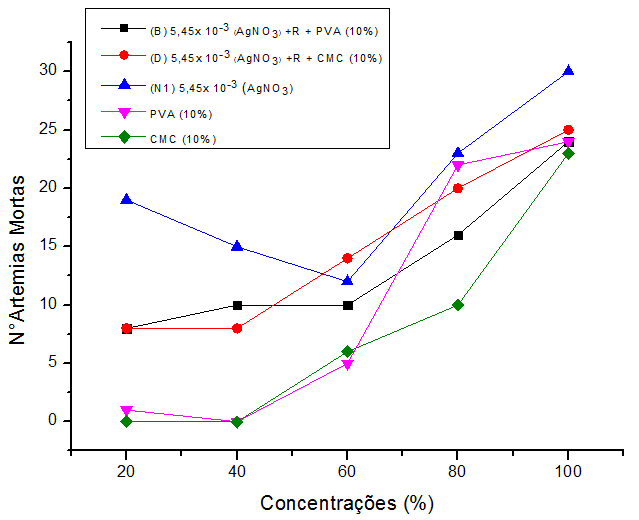 (B) 5,45x 10⁻³ (AgNO₃) +R + PVA (10%)
(D) 5,45x 10⁻³ (AgNO₃) +R + CMC (10%)
(N1) 5,45x 10⁻³ (AgNO₃)
PVA (10%)
CMC (10%)
30
25
20
15
10
5
0
N°Artemias Mortas
20 40 60 80 100
Concentrações (%)